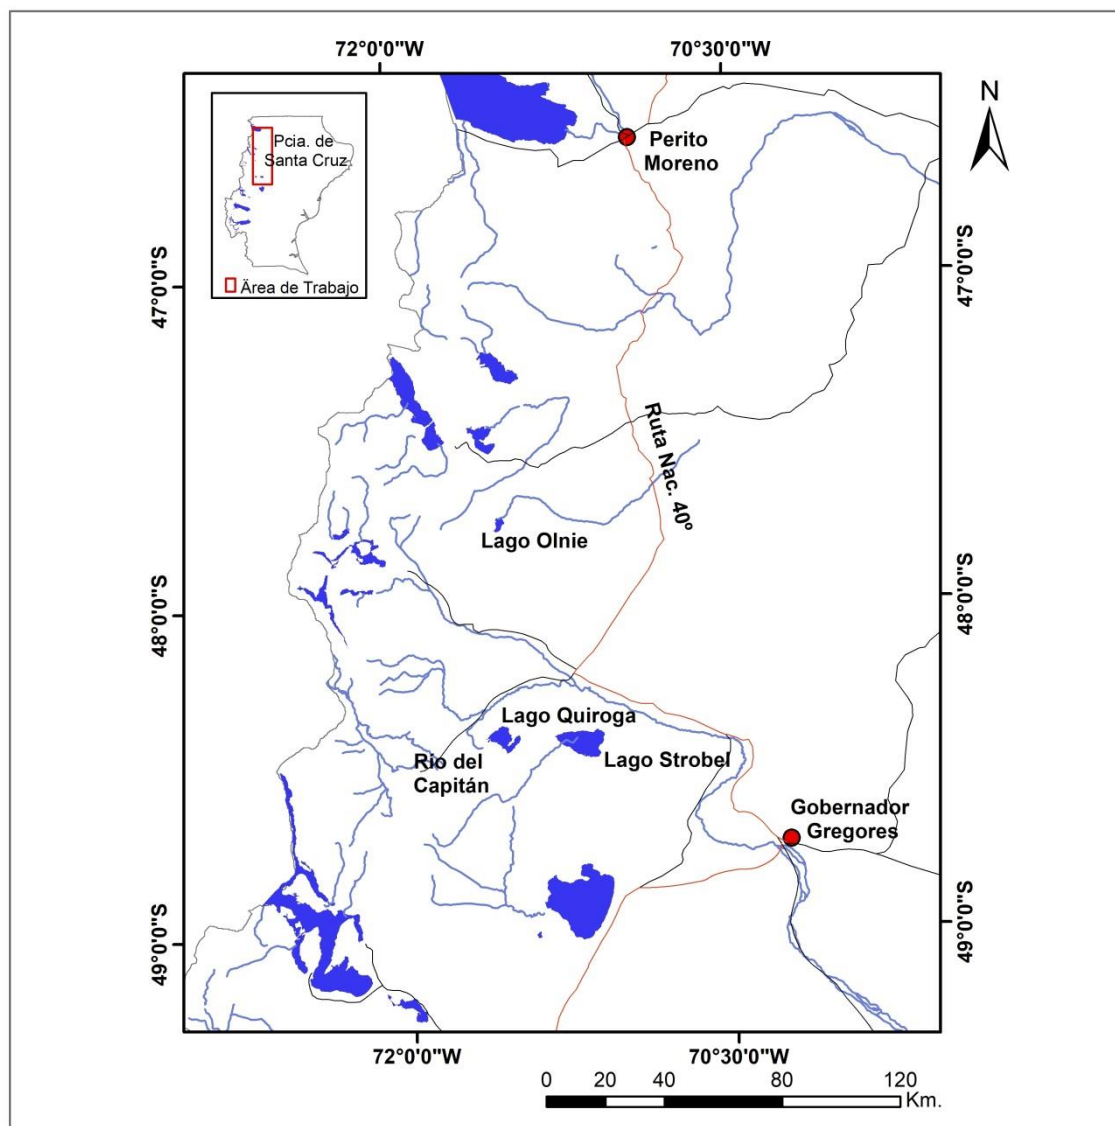 72°0'0"W
70°30'0"W
N
Pcia. de
Santa Cruz
Área de Trabajo
Perito
Moreno
47°0'0"S
47°0'0"S
Ruta Nac. 40º
Lago Olnie
48°0'0"S
48°0'0"S
Lago Quiroga
Lago Strobel
Río del
Capitán
Gobernador
Gregores
49°0'0"S
49°0'0"S
72°0'0"W
70°30'0"W
0 20 40 80 120
Km.